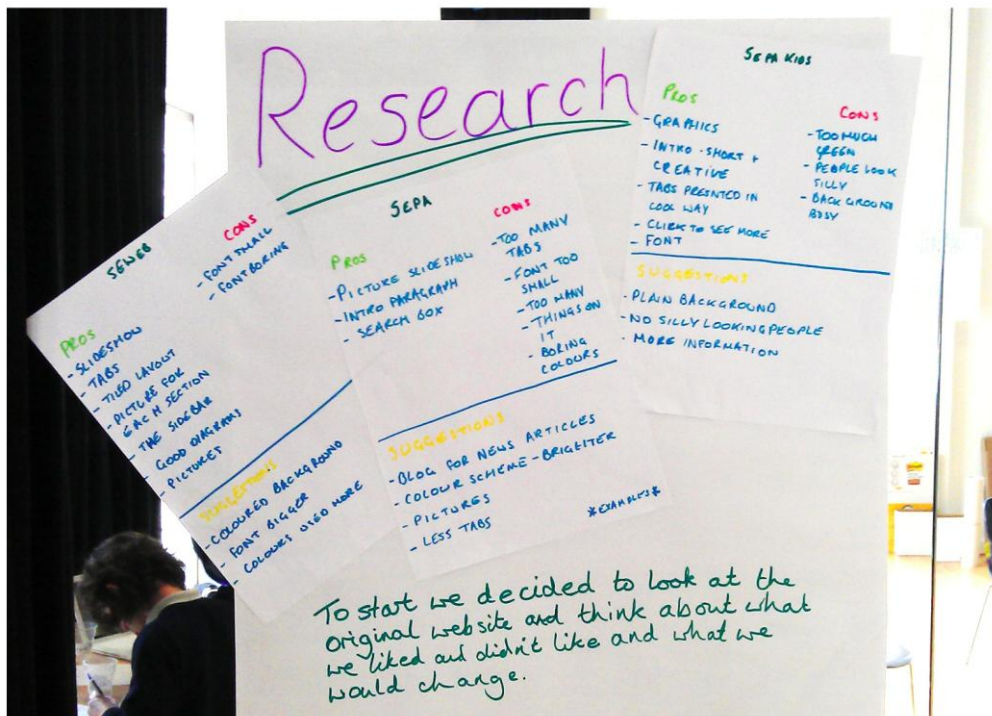 Research
SEWEB
CONS
- FONT SMALL
- FONT BORING
PROS
- SLIDESHOW
- TABS
- TILED LAYOUT
- PICTURE FOR
EACH SECTION
- THE SIDEBAR
- GOOD DIAGRAMS
- PICTURES
SUGGESTIONS
- COLOURED BACKGROUND
- FONT BIGGER
- COLOURS USED MORE
SEPA
PROS
- PICTURE SLIDESHOW
- INTRO PARAGRAPH
- SEARCH BOX
CONS
- TOO MANY
TABS
- FONT TOO
SMALL
- TOO MANY
- THINGS ON
IT
- BORING
COLOURS
SUGGESTIONS
- BLOG FOR NEWS ARTICLES
- COLOUR SCHEME - BRIGHTER
- PICTURES
- LESS TABS
*EXAMPLES*
SEPA KIDS
PROS
- GRAPHICS
- INTRO - SHORT +
CREATIVE
- TABS PRESNTED IN
COOL WAY
- CLICK TO SEE MORE
- FONT
CONS
- TOO MUCH
GREEN
- PEOPLE LOOK
SILLY
- BACKGROUND
BUSY
SUGGESTIONS
- PLAIN BACKGROUND
- NO SILLY LOOKING PEOPLE
- MORE INFORMATION
To start we decided to look at the
original website and think about what
we liked and didn't like and what we
would change.